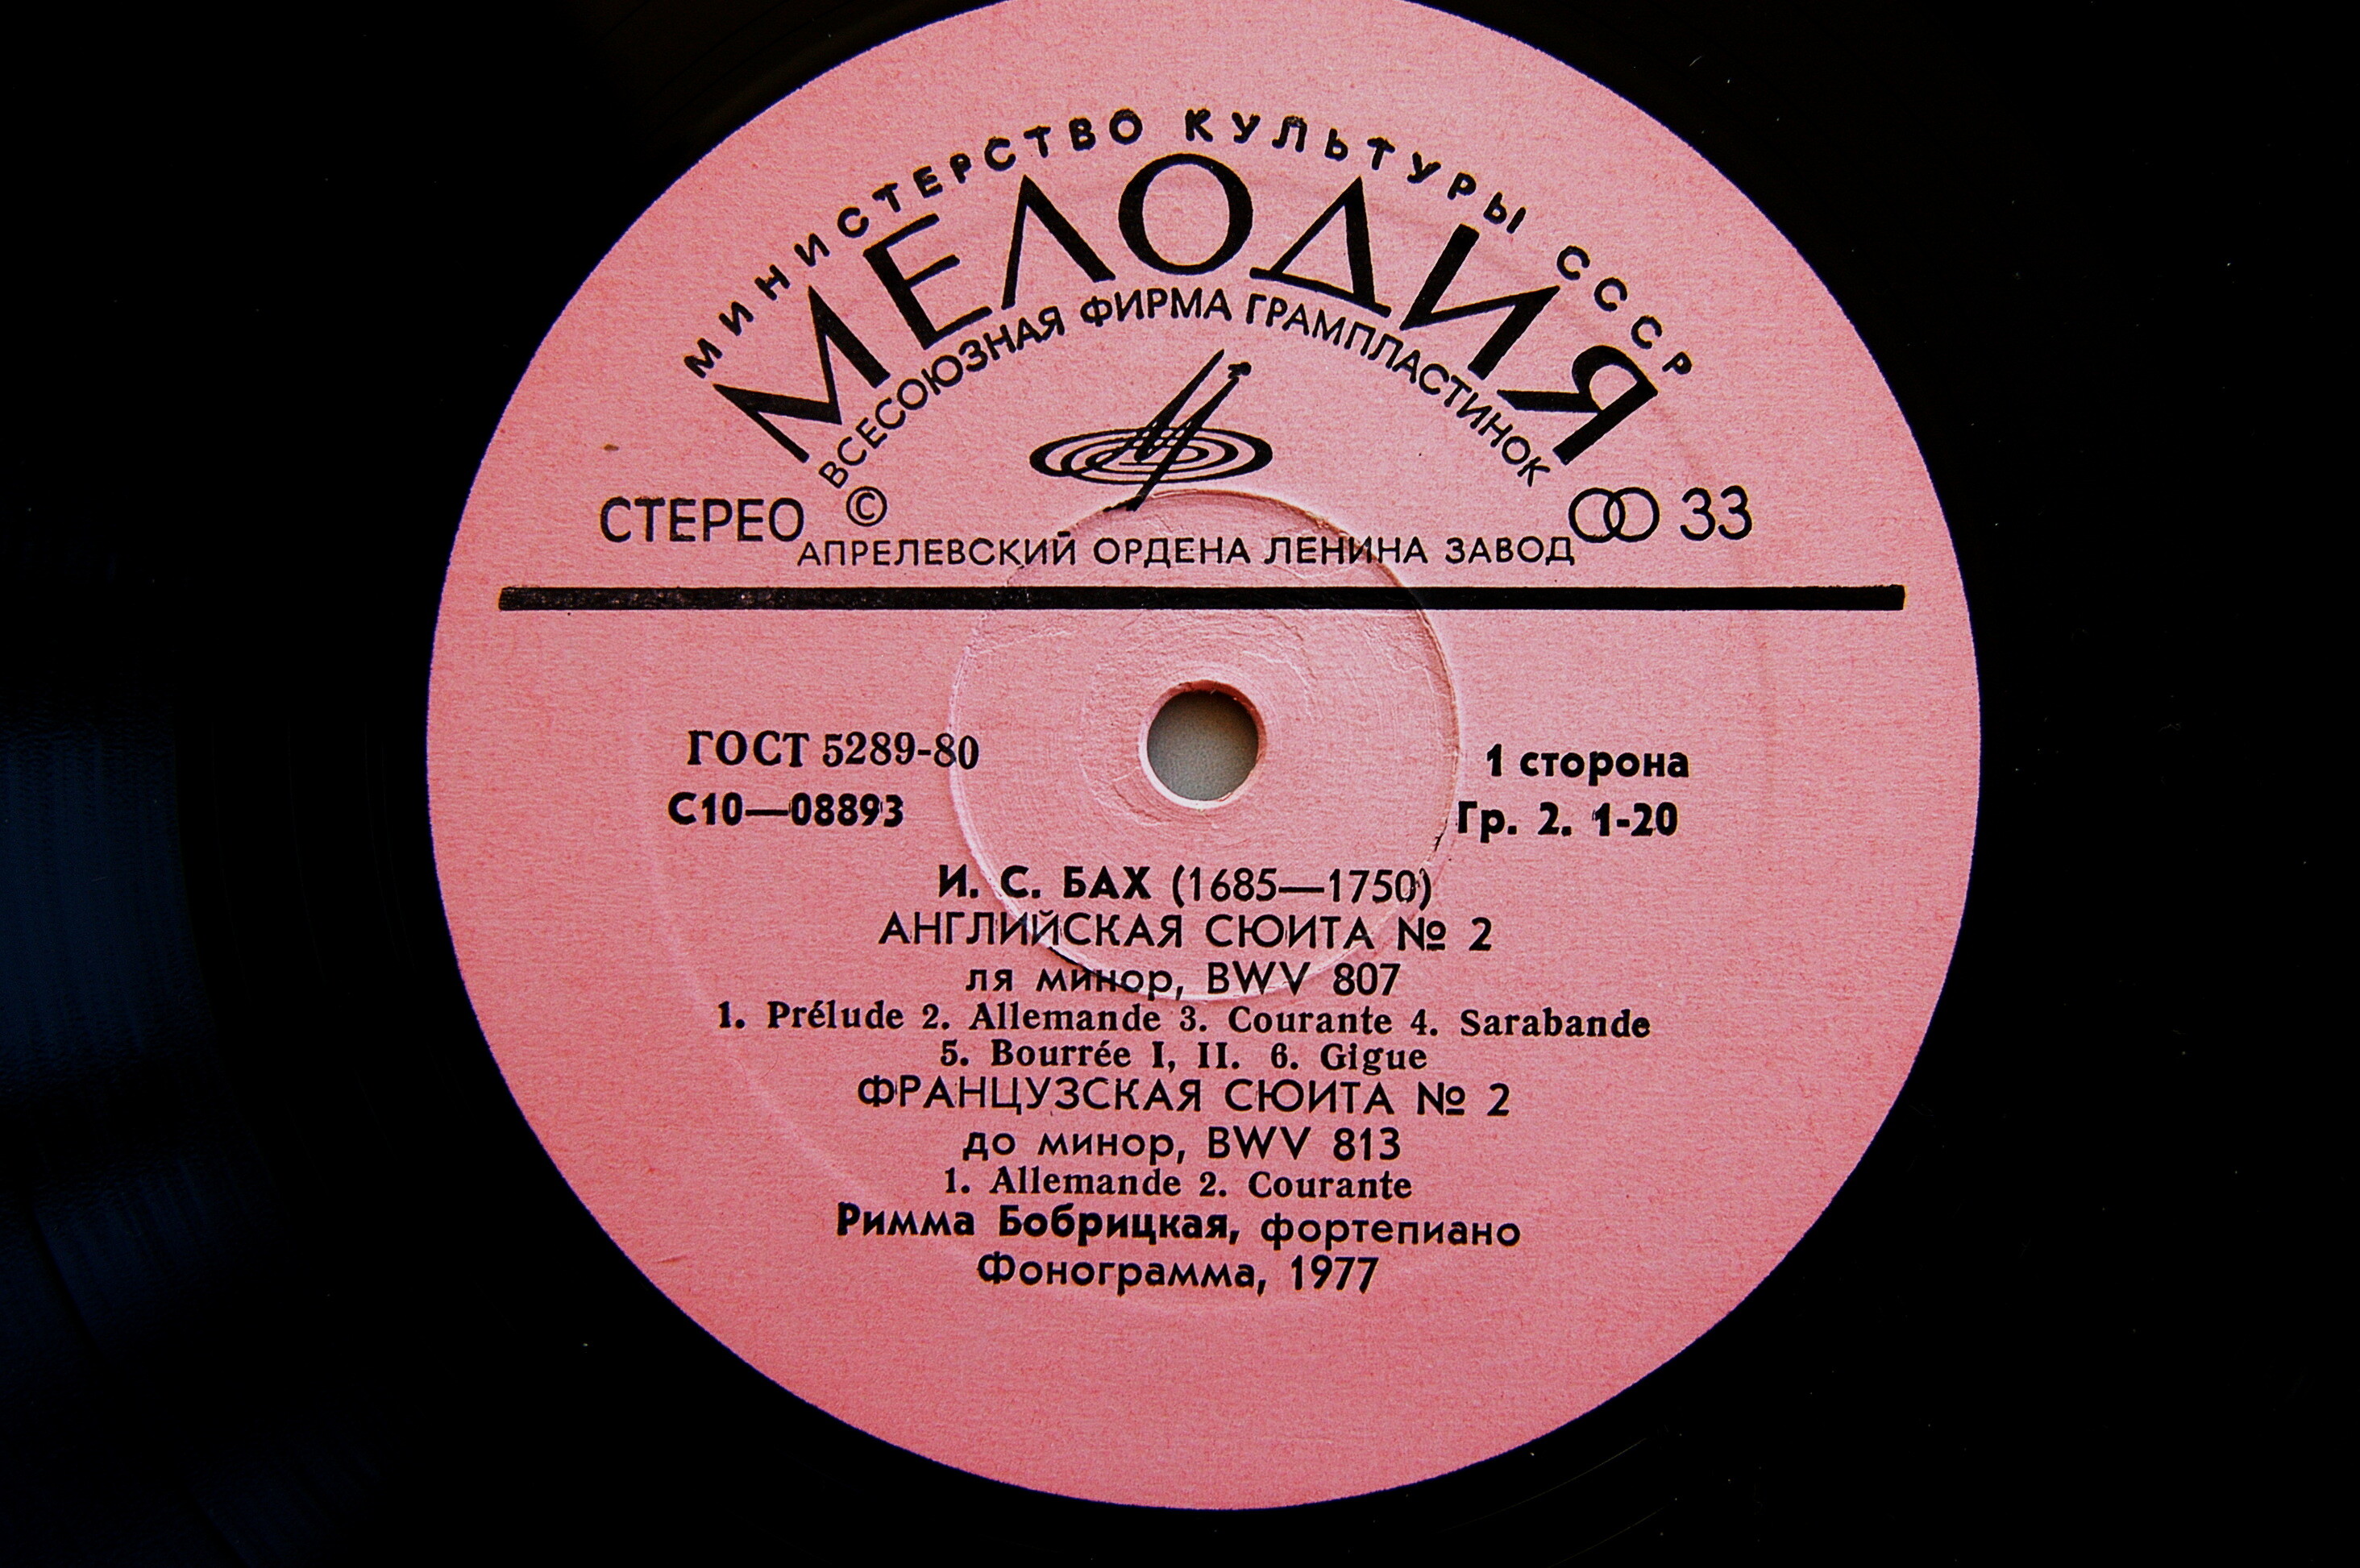 МИНИСТЕРСТВО КУЛЬТУРЫ СССР
МЕЛОДИЯ
ВСЕСОЮЗНАЯ ФИРМА ГРАМПЛАСТИНОК
СТЕРЕО © 33
АПРЕЛЕВСКИЙ ОРДЕНА ЛЕНИНА ЗАВОД
ГОСТ 5289-80
1 сторона
С10—08893
Гр. 2. 1-20
И. С. БАХ (1685—1750)
АНГЛИЙСКАЯ СЮИТА № 2
ля минор, BWV 807
1. Prélude 2. Allemande 3. Courante 4. Sarabande
5. Bourrée I, II. 6. Gigue
ФРАНЦУЗСКАЯ СЮИТА № 2
до минор, BWV 813
1. Allemande 2. Courante
Римма Бобрицкая, фортепиано
Фонограмма, 1977